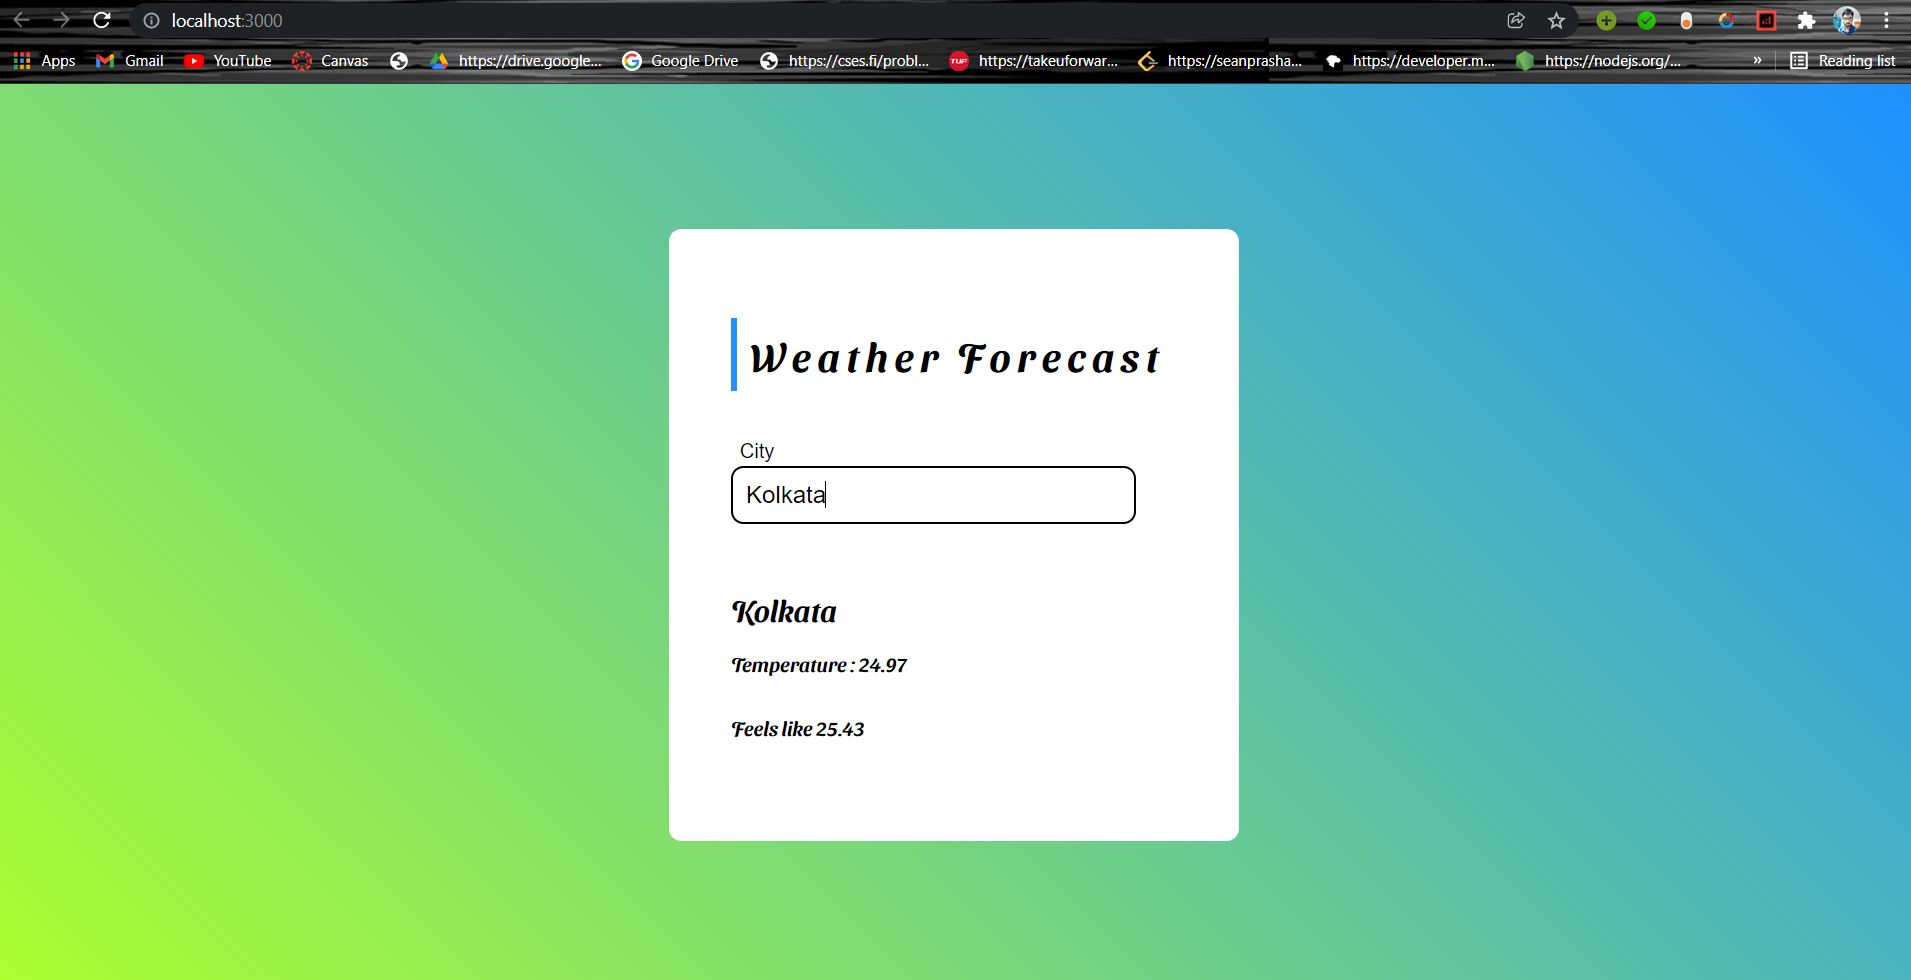 localhost:3000
Apps Gmail YouTube Canvas https://drive.google... Google Drive https://cses.fi/probl... TUF https://takeuforwar... https://seanprasha... https://developer.m... https://nodejs.org/... » Reading list
Weather Forecast
City
Kolkata
Kolkata
Temperature : 24.97
Feels like 25.43